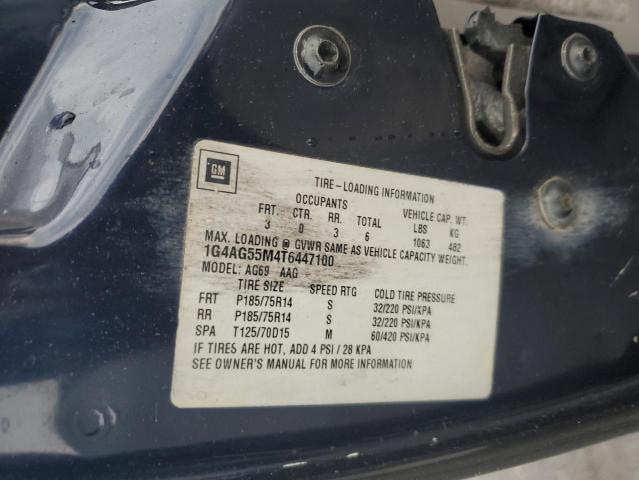 GM
TIRE-LOADING INFORMATION
OCCUPANTS VEHICLE CAP. WT.
FRT. CTR. RR. TOTAL LBS KG
3 0 3 6 1063 482
MAX. LOADING @ GVWR SAME AS VEHICLE CAPACITY WEIGHT.
1G4AG55M4T6447100
MODEL: AG69 AAG
TIRE SIZE SPEED RTG COLD TIRE PRESSURE
FRT P185/75R14 S 32/220 PSI/KPA
RR P185/75R14 S 32/220 PSI/KPA
SPA T125/70D15 M 60/420 PSI/KPA
IF TIRES ARE HOT, ADD 4 PSI / 28 KPA
SEE OWNER'S MANUAL FOR MORE INFORMATION